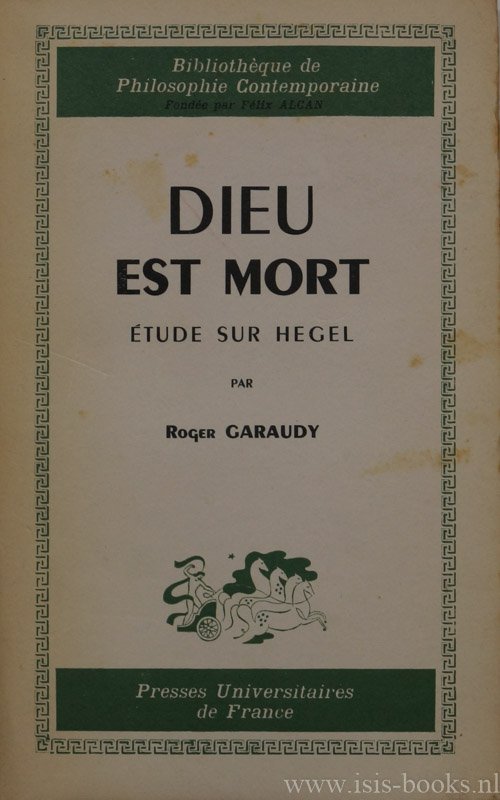 Bibliothèque de
Philosophie Contemporaine
Fondée par Félix ALCAN
DIEU
EST MORT
ÉTUDE SUR HEGEL
PAR
ROGER GARAUDY
Presses Universitaires
de France
www.isis-books.nl